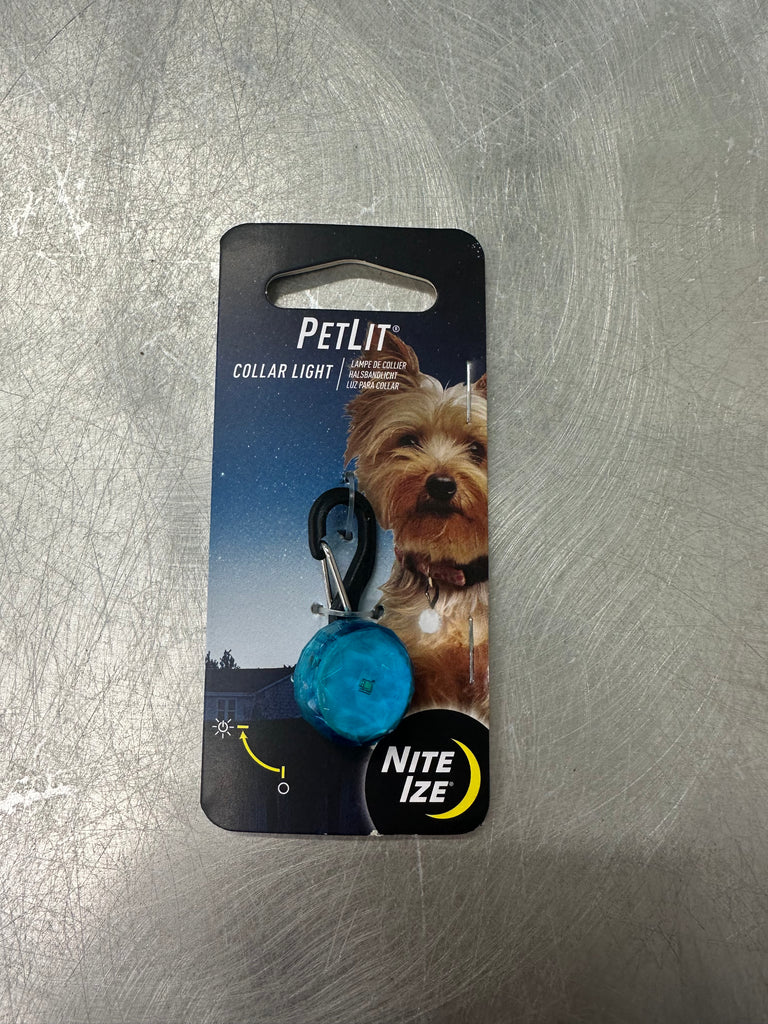 PETLIT®
COLLAR LIGHT
LAMPE DE COLLIER
HALSBANDLICHT
LUZ PARA COLLAR
NITE
IZE®